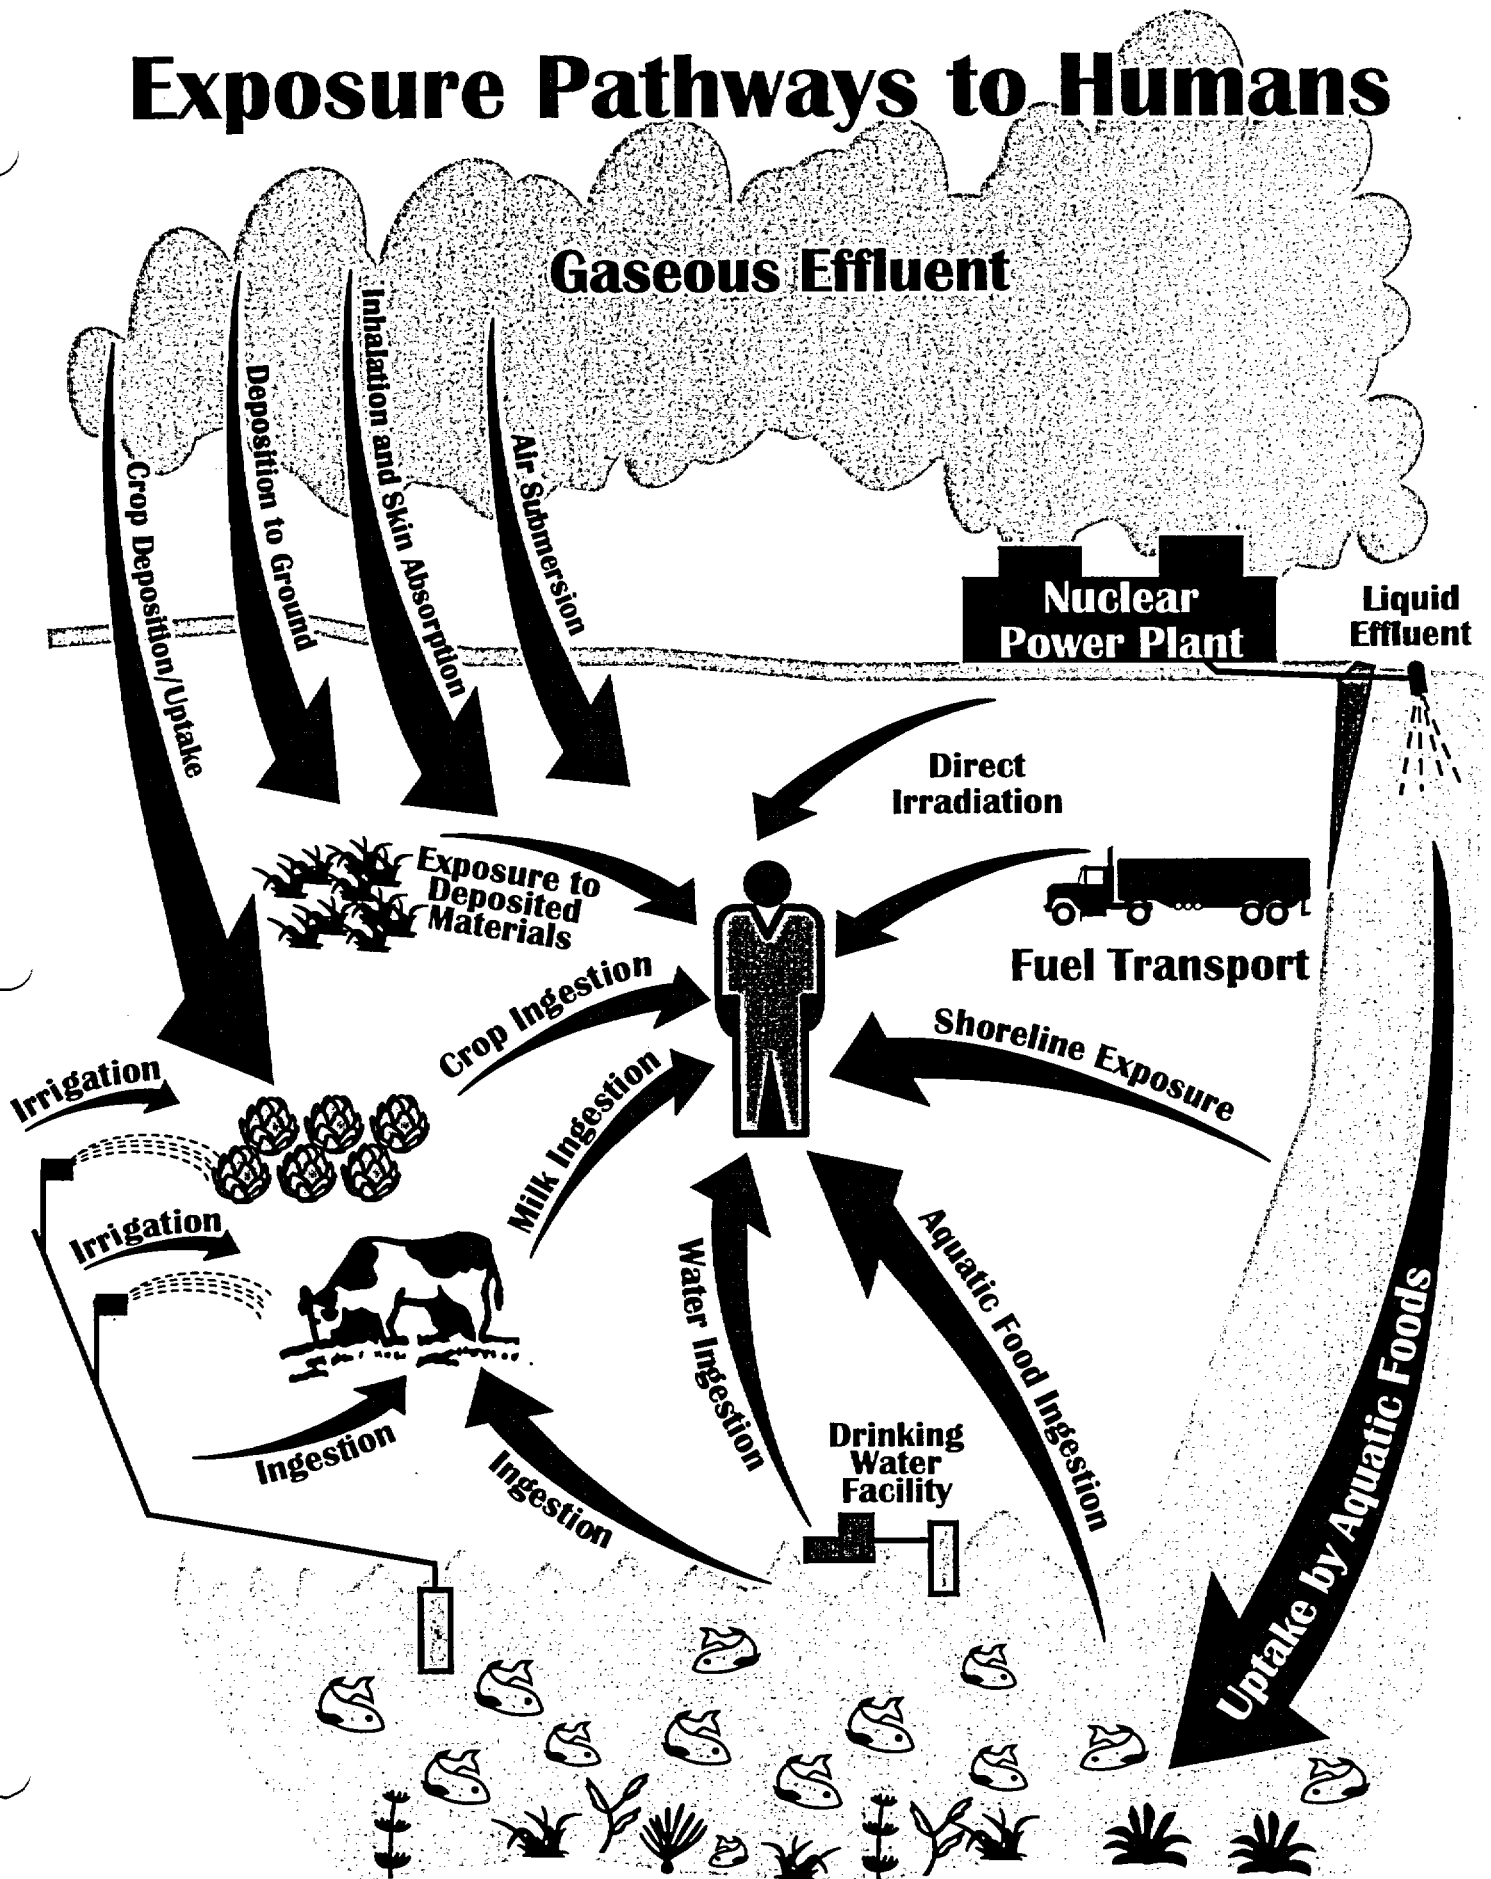 Exposure Pathways to Humans
Gaseous Effluent
Crop Deposition/Uptake
Deposition to Ground
Inhalation and Skin Absorption
Air Submersion
Nuclear
Power Plant
Liquid
Effluent
Direct
Irradiation
Exposure to
Deposited
Materials
Fuel Transport
Crop Ingestion
Shoreline Exposure
Irrigation
Milk Ingestion
Irrigation
Water Ingestion
Aquatic Food Ingestion
Uptake by Aquatic Foods
Ingestion
Ingestion
Drinking
Water
Facility